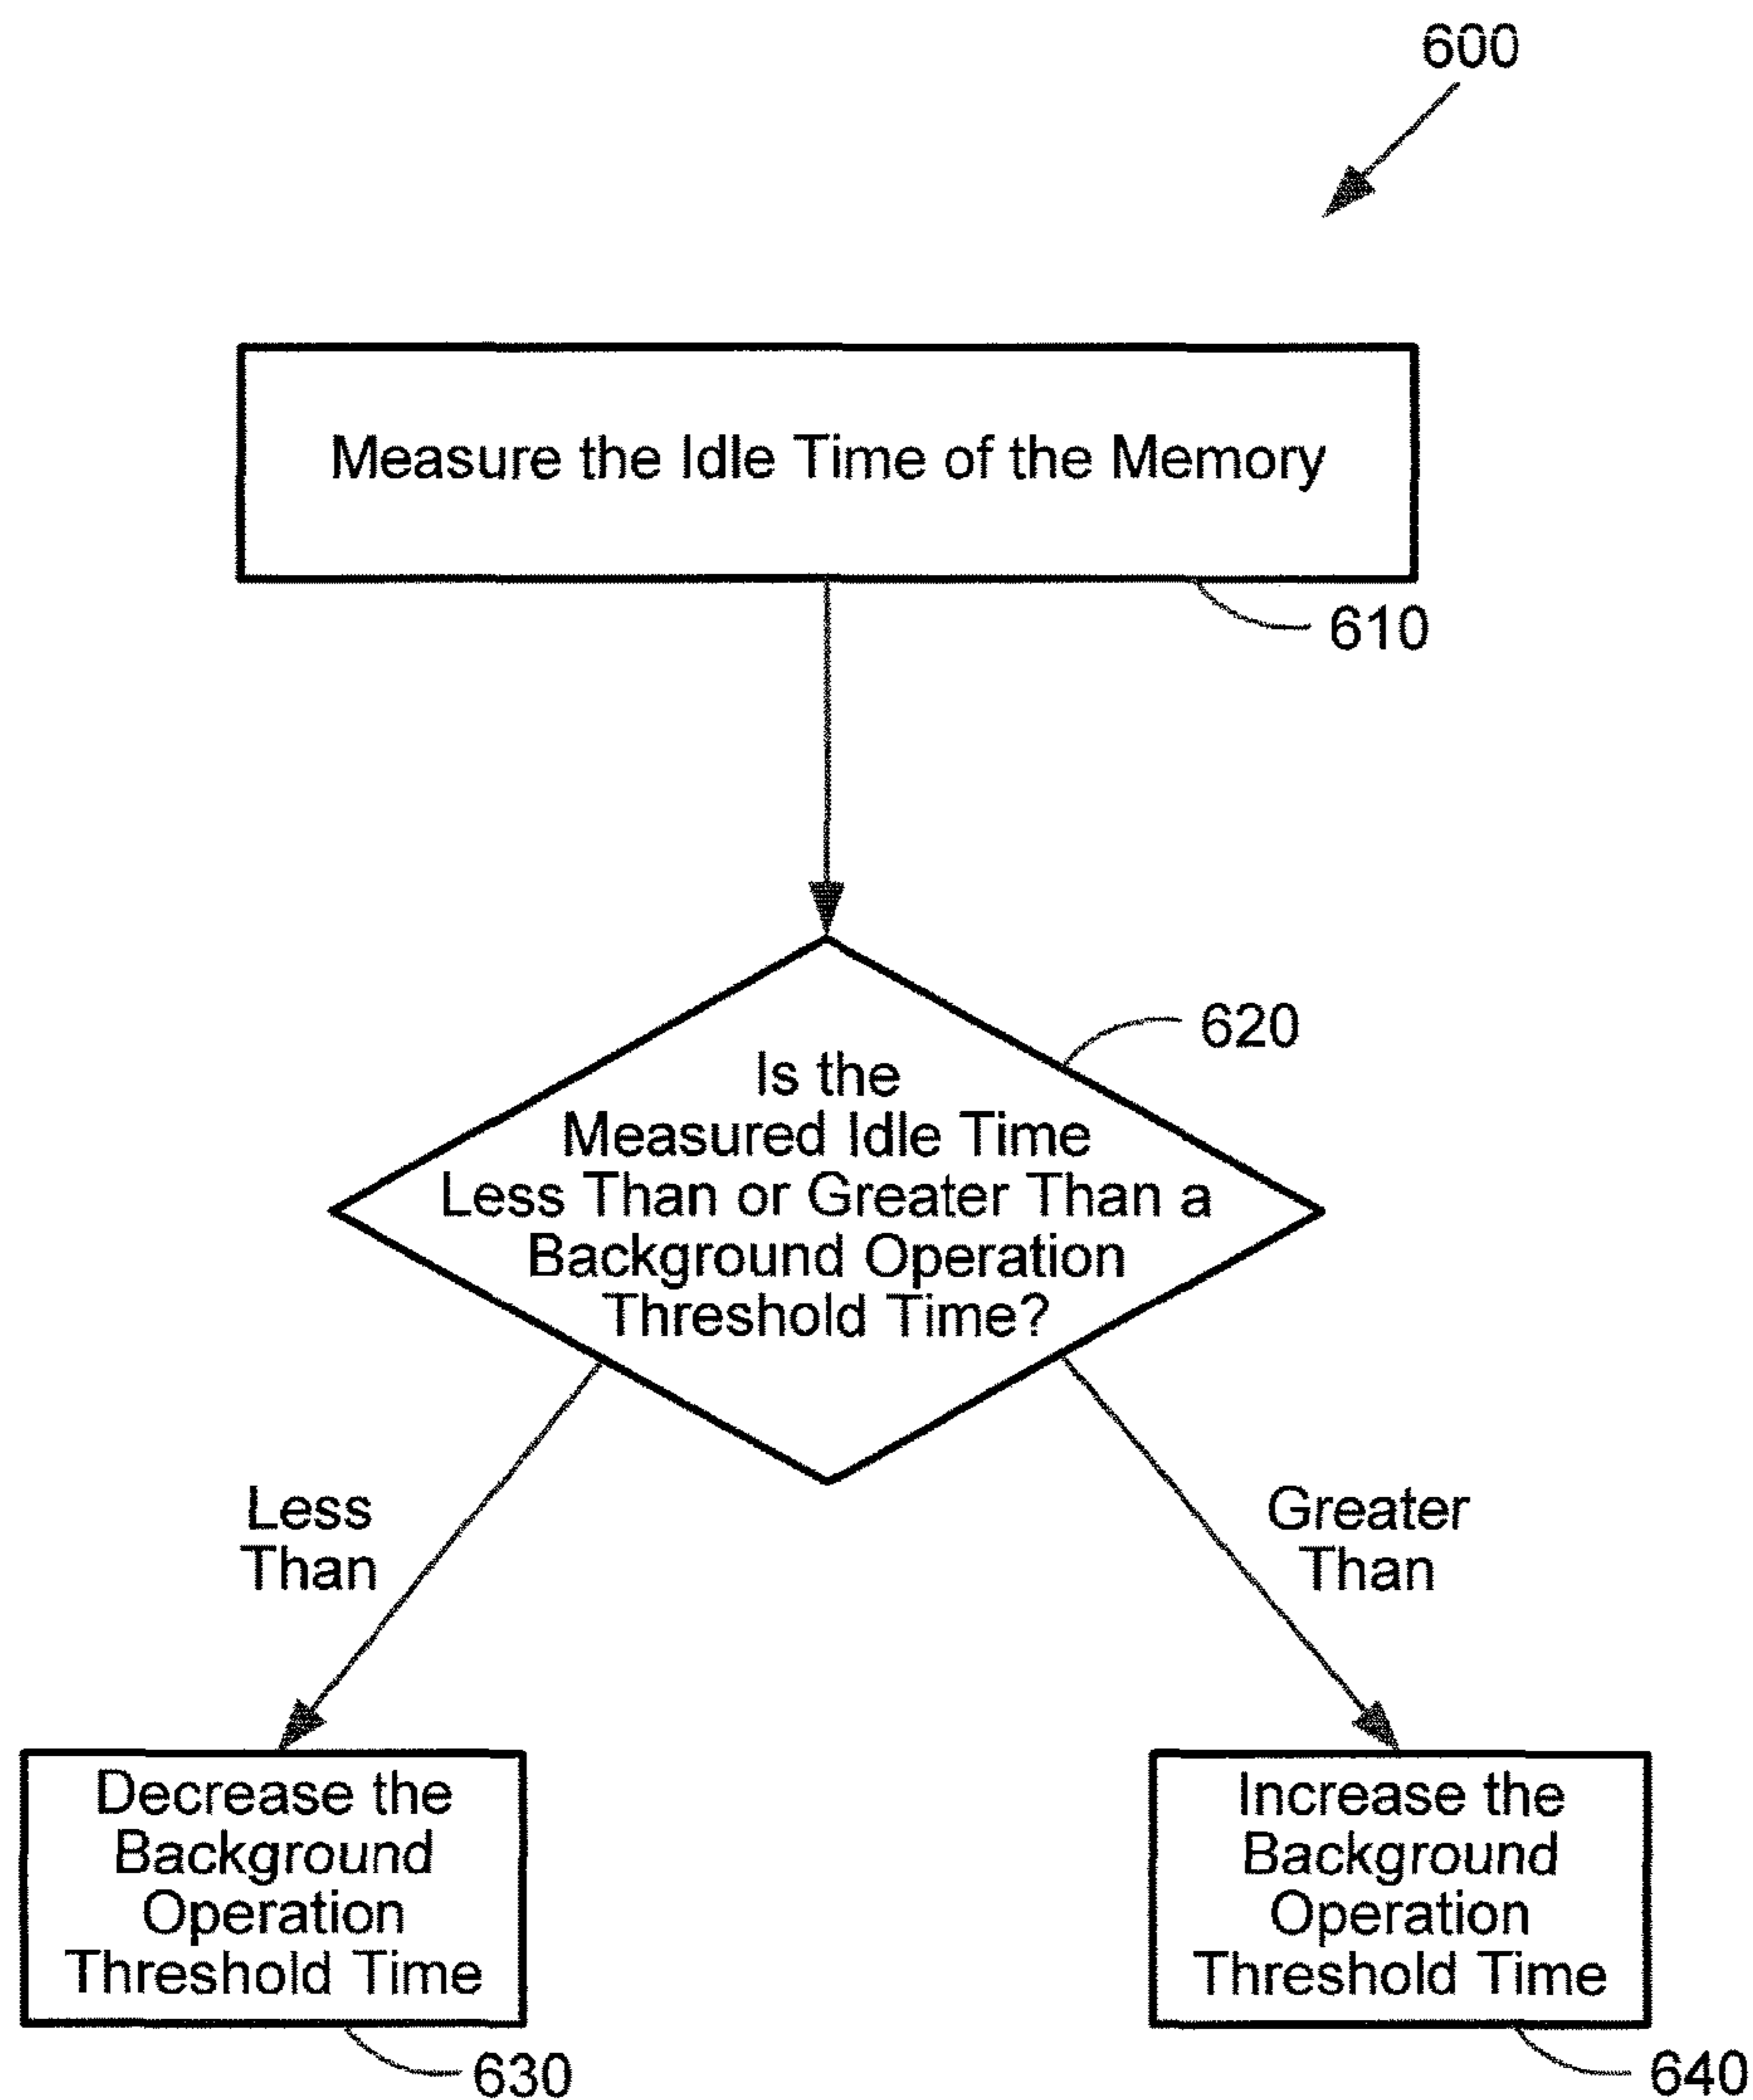 600
Measure the Idle Time of the Memory
610
620
Is the
Measured Idle Time
Less Than or Greater Than a
Background Operation
Threshold Time?
Less
Than
Greater
Than
Decrease the
Background
Operation
Threshold Time
630
Increase the
Background
Operation
Threshold Time
640